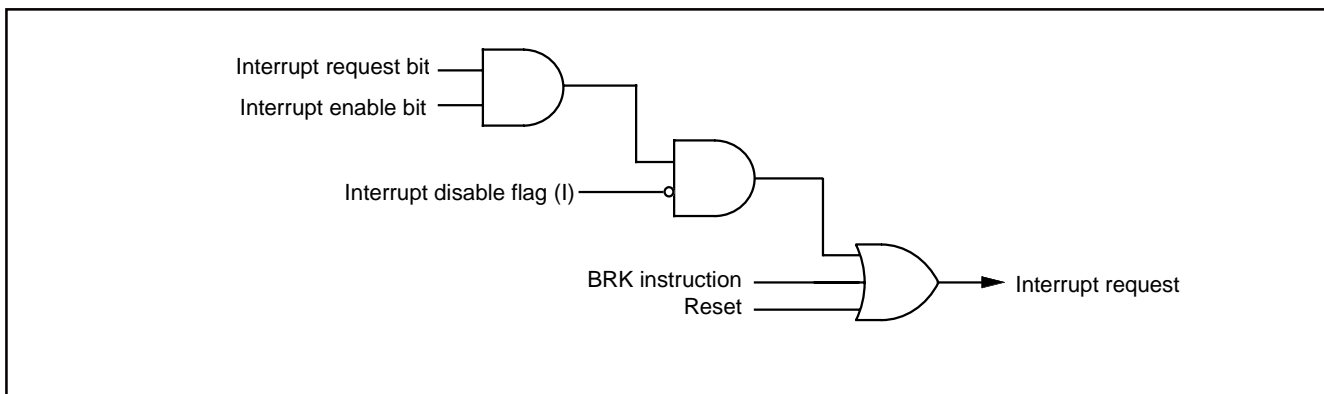 Interrupt request bit
Interrupt enable bit
Interrupt disable flag (I)
BRK instruction
Reset
Interrupt request